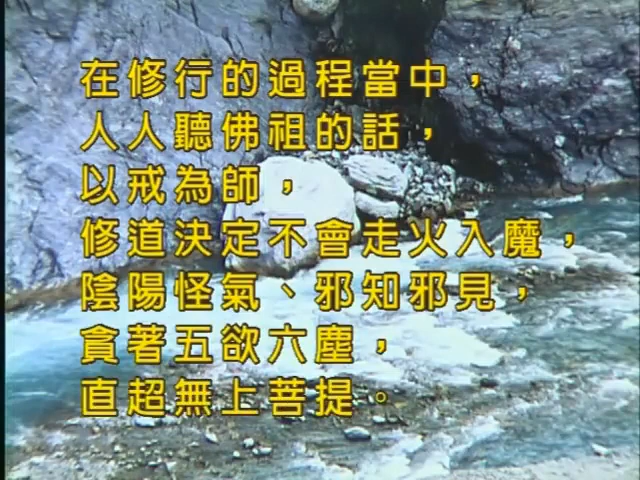 在修行的過程當中，
人人聽佛祖的話，
以戒為師，
修道決定不會走火入魔，
陰陽怪氣、邪知邪見，
貪著五欲六塵，
直超無上菩提。